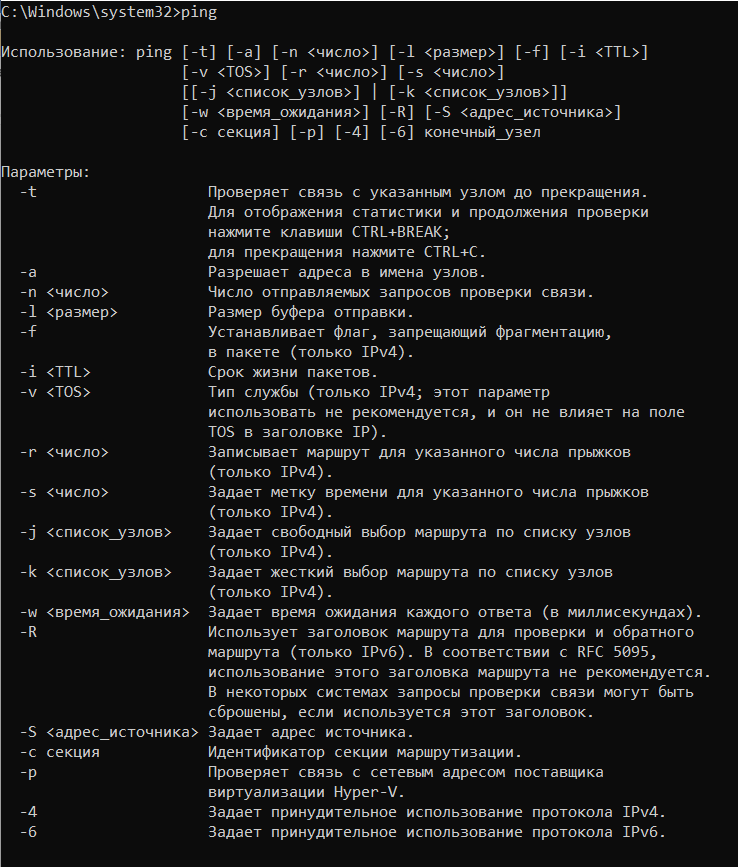 C:\Windows\system32>ping
Использование: ping [-t] [-a] [-n <число>] [-l <размер>] [-f] [-i <TTL>]
[-v <TOS>] [-r <число>] [-s <число>]
[[-j <список_узлов>] | [-k <список_узлов>]]
[-w <время_ожидания>] [-R] [-S <адрес_источника>]
[-c секция] [-p] [-4] [-6] конечный_узел
Параметры:
-t Проверяет связь с указанным узлом до прекращения.
Для отображения статистики и продолжения проверки
нажмите клавиши CTRL+BREAK;
для прекращения нажмите CTRL+C.
-a Разрешает адреса в имена узлов.
-n <число> Число отправляемых запросов проверки связи.
-l <размер> Размер буфера отправки.
-f Устанавливает флаг, запрещающий фрагментацию,
в пакете (только IPv4).
-i <TTL> Срок жизни пакетов.
-v <TOS> Тип службы (только IPv4; этот параметр
использовать не рекомендуется, и он не влияет на поле
TOS в заголовке IP).
-r <число> Записывает маршрут для указанного числа прыжков
(только IPv4).
-s <число> Задает метку времени для указанного числа прыжков
(только IPv4).
-j <список_узлов> Задает свободный выбор маршрута по списку узлов
(только IPv4).
-k <список_узлов> Задает жесткий выбор маршрута по списку узлов
(только IPv4).
-w <время_ожидания> Задает время ожидания каждого ответа (в миллисекундах).
-R Использует заголовок маршрута для проверки и обратного
маршрута (только IPv6). В соответствии с RFC 5095,
использование этого заголовка маршрута не рекомендуется.
В некоторых системах запросы проверки связи могут быть
сброшены, если используется этот заголовок.
-S <адрес_источника> Задает адрес источника.
-c секция Идентификатор секции маршрутизации.
-p Проверяет связь с сетевым адресом поставщика
виртуализации Hyper-V.
-4 Задает принудительное использование протокола IPv4.
-6 Задает принудительное использование протокола IPv6.